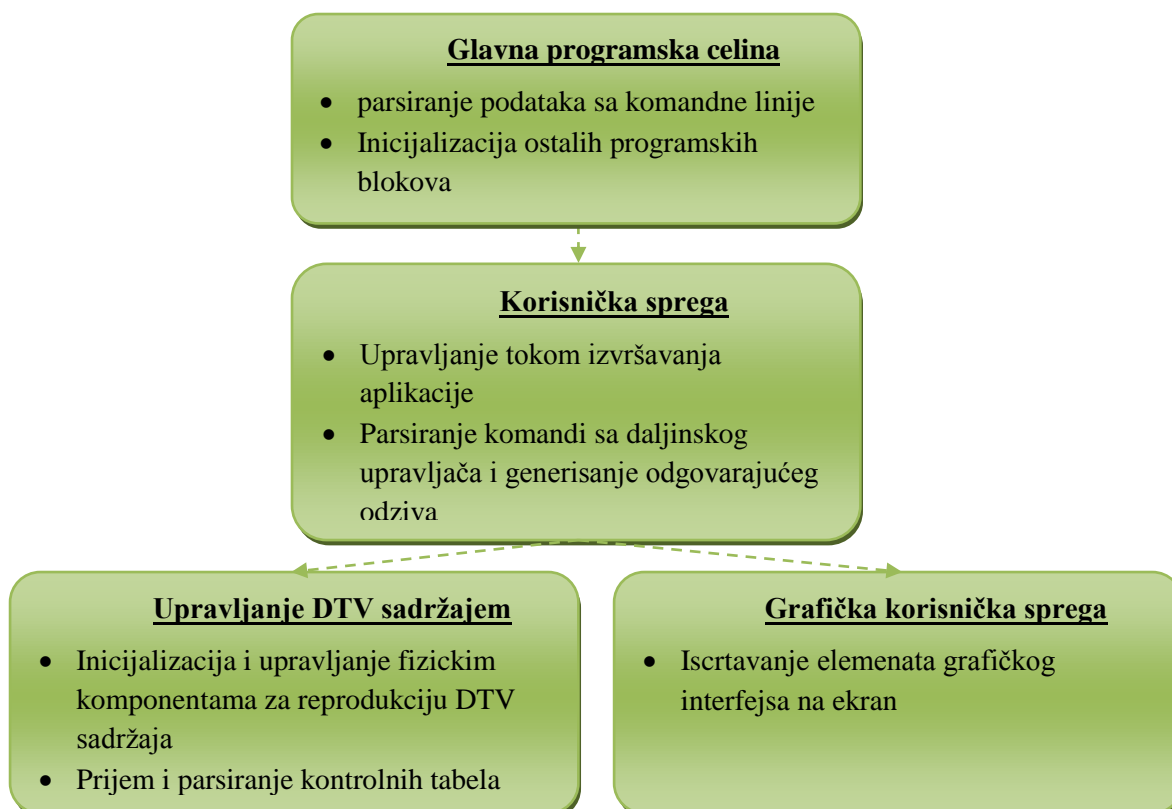 Glavna programska celina
• parsiranje podataka sa komandne linije
• Inicijalizacija ostalih programskih
blokova
Korisnička sprega
• Upravljanje tokom izvršavanja
aplikacije
• Parsiranje komandi sa daljinskog
upravljača i generisanje odgovarajućeg
odziva
Upravljanje DTV sadržajem
• Inicijalizacija i upravljanje fizickim
komponentama za reprodukciju DTV
sadržaja
• Prijem i parsiranje kontrolnih tabela
Grafička korisnička sprega
• Iscrtavanje elemenata grafičkog
interfejsa na ekran